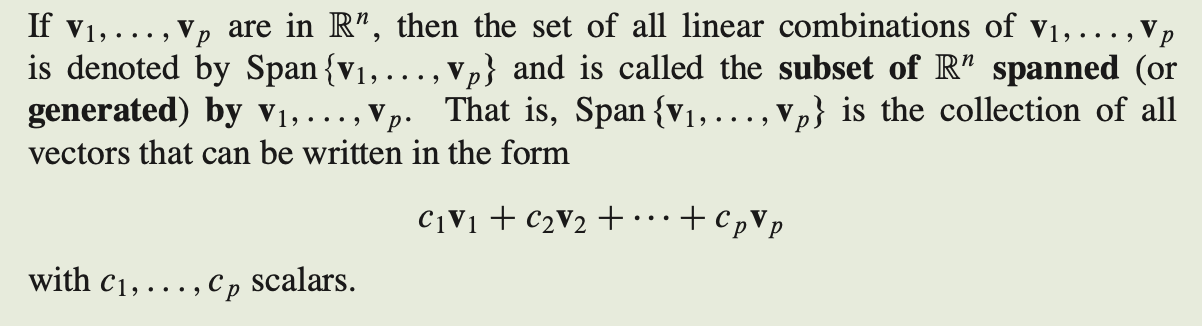 If v₁, . . . , vₚ are in ℝⁿ, then the set of all linear combinations of v₁, . . . , vₚ
is denoted by Span {v₁, . . . , vₚ} and is called the subset of ℝⁿ spanned (or
generated) by v₁, . . . , vₚ. That is, Span {v₁, . . . , vₚ} is the collection of all
vectors that can be written in the form
c₁v₁ + c₂v₂ + · · · + cₚvₚ
with c₁, . . . , cₚ scalars.